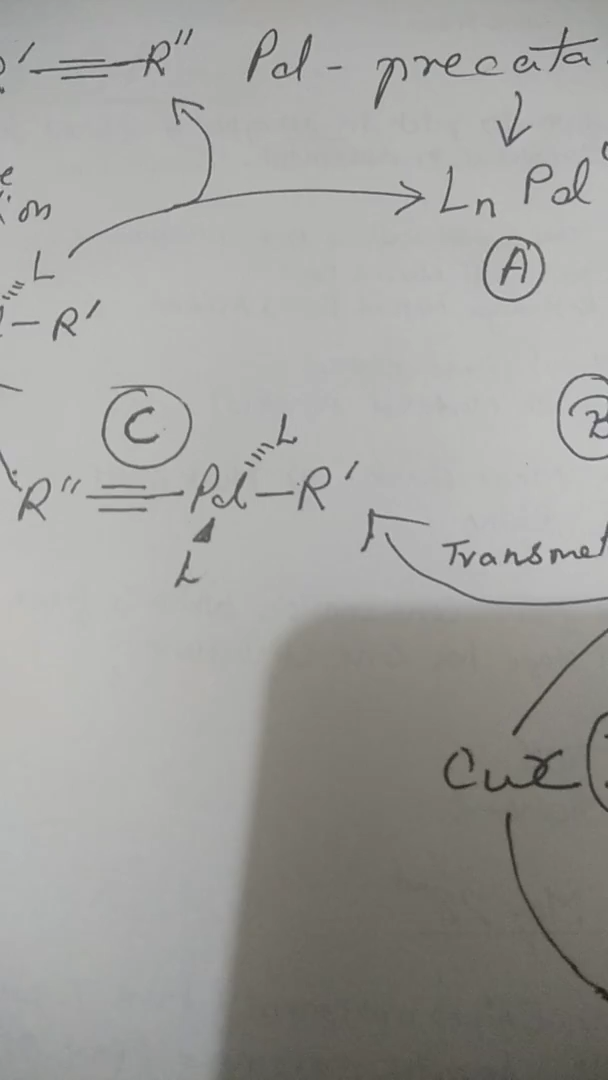 R'—≡—R'' Pd - precata
Ln Pd
A
L
R'
C
L
R''—≡—Pd—R'
L
Transmet
CuX